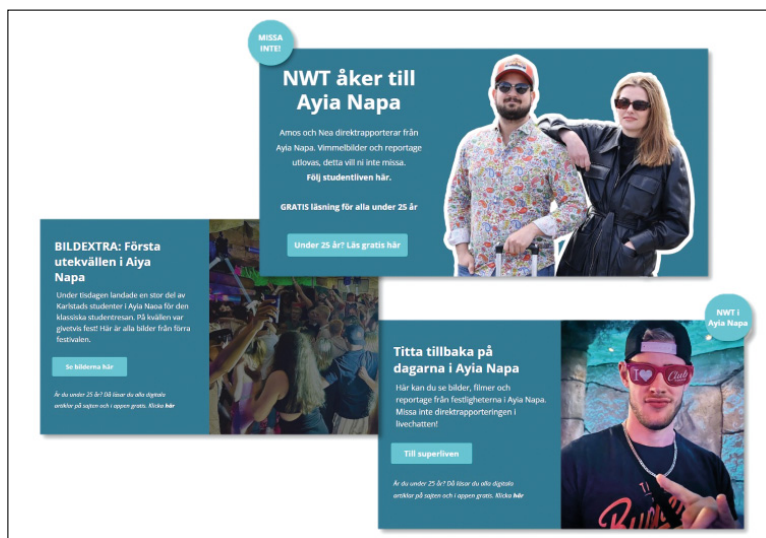 MISSA
INTE!
NWT åker till
Ayia Napa
Amos och Nea direktrapporterar från
Ayia Napa. Vimmelbilder och reportage
utlovas, detta vill ni inte missa.
Följ studentliven här.
GRATIS läsning för alla under 25 år
Under 25 år? Läs gratis här
BILDEXTRA: Första
utekvällen i Aiya
Napa
Under tisdagen landade en stor del av
Karlstads studenter i Ayia Napa för den
klassiska studentresan. På kvällen var
givetvis fest! Här är alla bilder från förra
festivalen.
Se bilderna här
Är du under 25 år? Då läser du alla digitala
artiklar på sajten och i appen gratis. Klicka här
NWT i
Ayia Napa
Titta tillbaka på
dagarna i Ayia Napa
Här kan du se bilder, filmer och
reportage från festligheterna i Ayia Napa.
Missa inte direktrapporteringen i
livechatten!
Till superliven
Är du under 25 år? Då läser du alla digitala
artiklar på sajten och i appen gratis. Klicka här
I ♥ Club